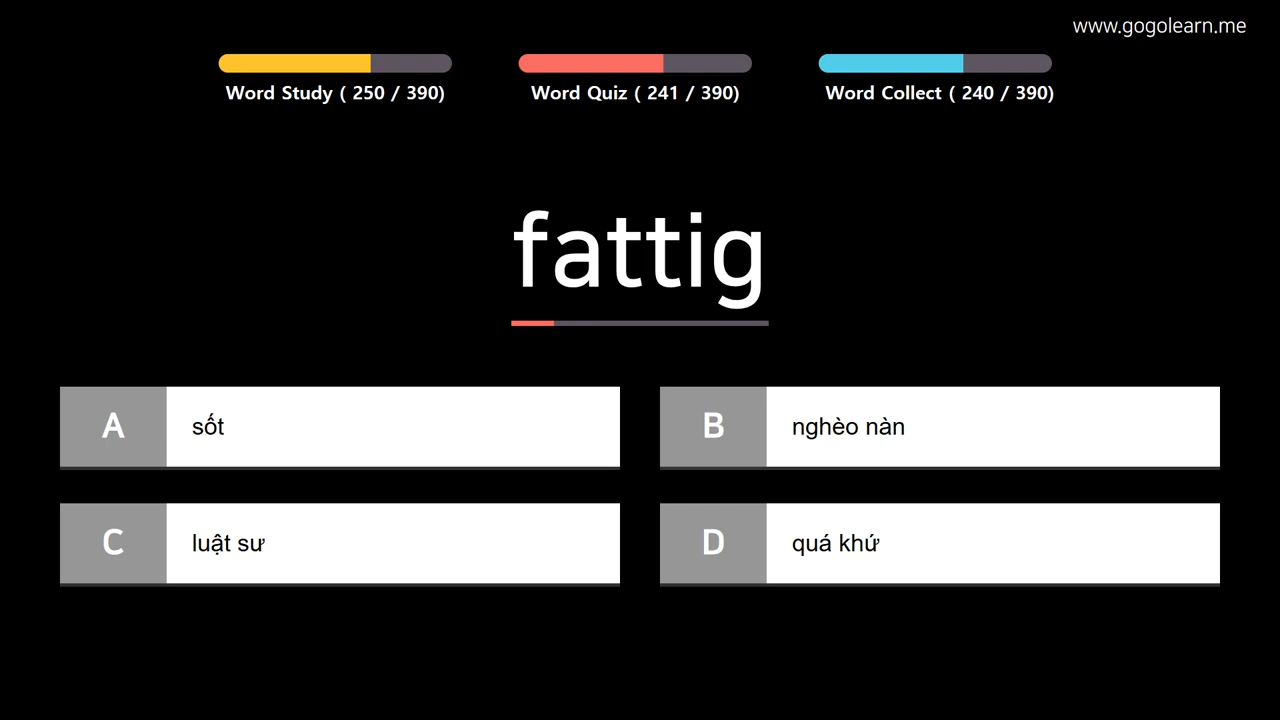 www.gogolearn.me
Word Study ( 250 / 390)
Word Quiz ( 241 / 390)
Word Collect ( 240 / 390)
fattig
A sốt
B nghèo nàn
C luật sư
D quá khứ